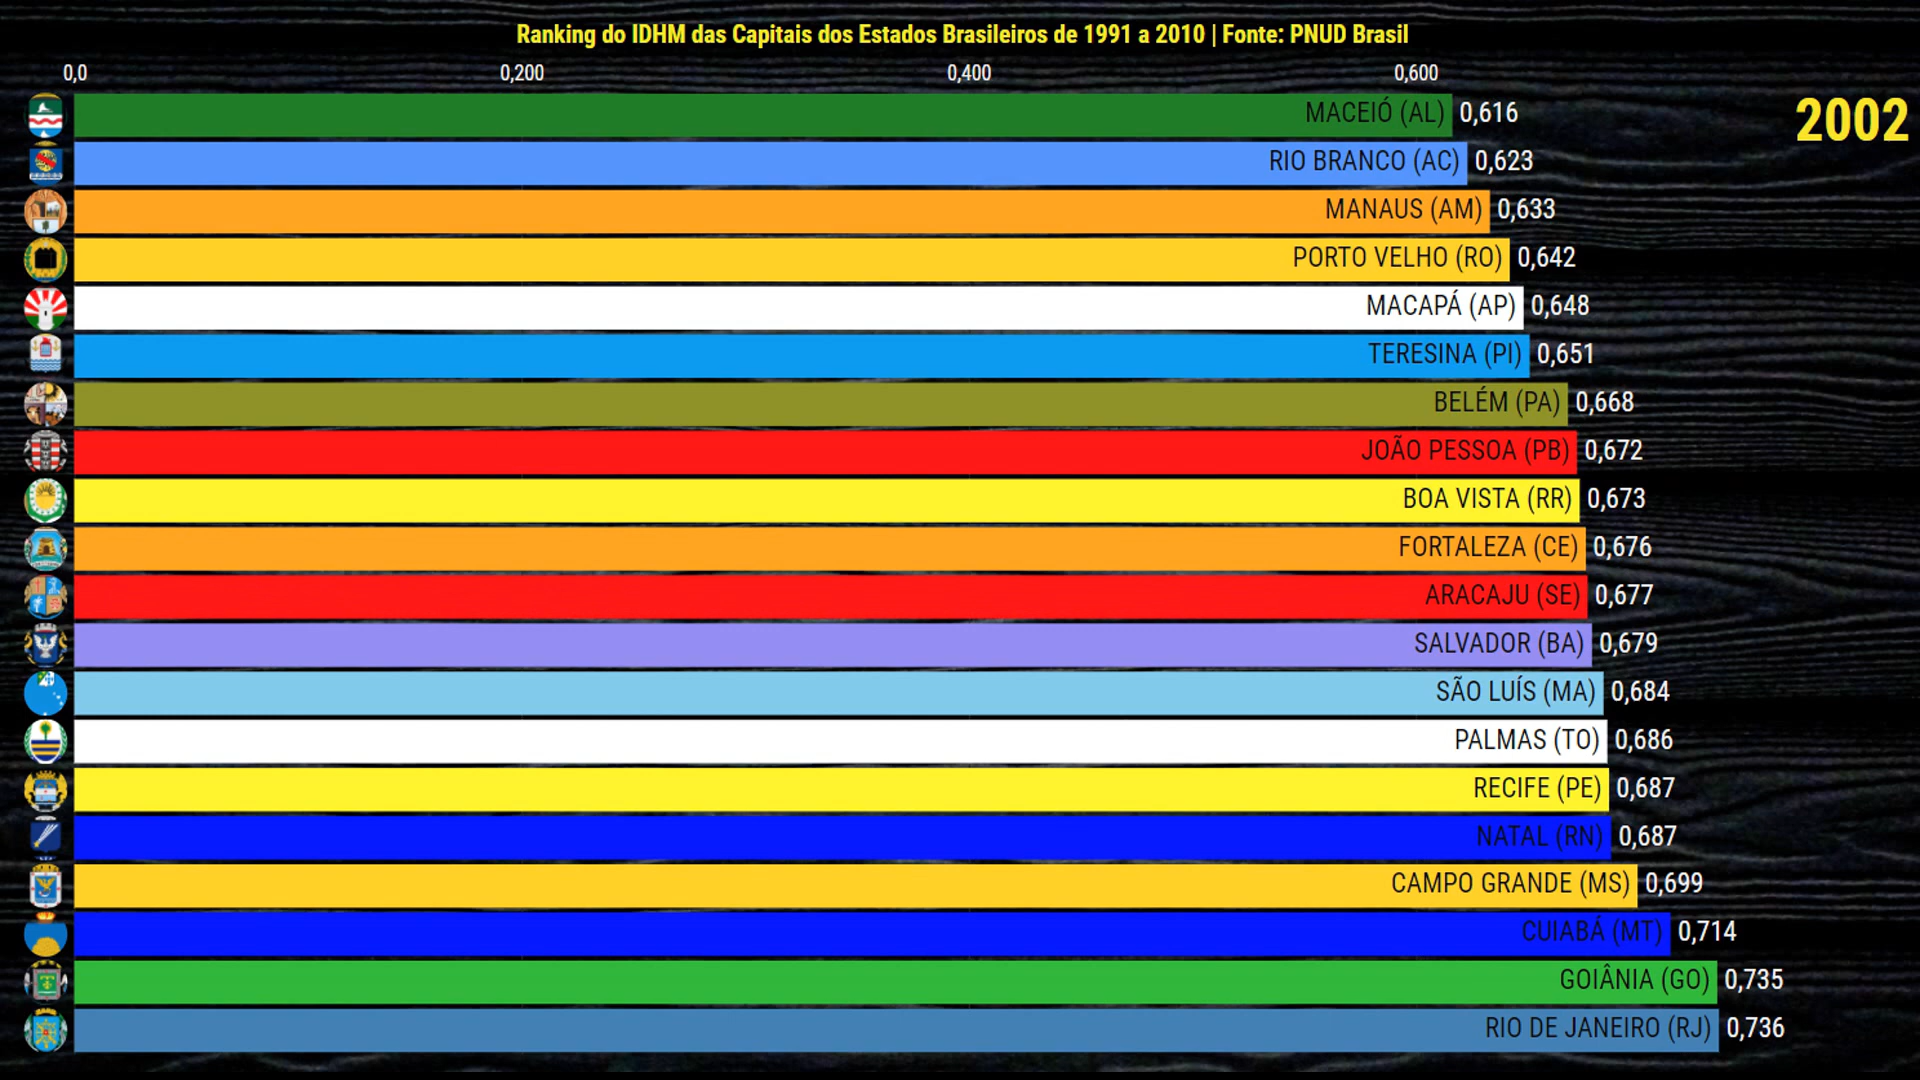 Ranking do IDHM das Capitais dos Estados Brasileiros de 1991 a 2010 | Fonte: PNUD Brasil
0,0 0,200 0,400 0,600
2002
MACEIÓ (AL) 0,616
RIO BRANCO (AC) 0,623
MANAUS (AM) 0,633
PORTO VELHO (RO) 0,642
MACAPÁ (AP) 0,648
TERESINA (PI) 0,651
BELÉM (PA) 0,668
JOÃO PESSOA (PB) 0,672
BOA VISTA (RR) 0,673
FORTALEZA (CE) 0,676
ARACAJU (SE) 0,677
SALVADOR (BA) 0,679
SÃO LUÍS (MA) 0,684
PALMAS (TO) 0,686
RECIFE (PE) 0,687
NATAL (RN) 0,687
CAMPO GRANDE (MS) 0,699
CUIABÁ (MT) 0,714
GOIÂNIA (GO) 0,735
RIO DE JANEIRO (RJ) 0,736